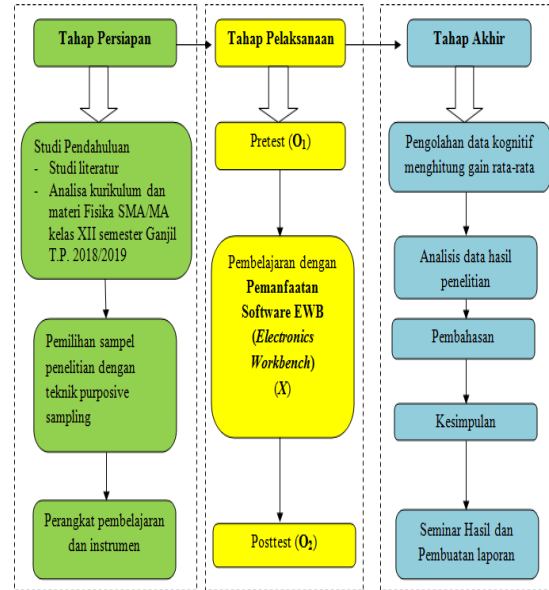 Tahap Persiapan
Studi Pendahuluan
- Studi literatur
- Analisa kurikulum dan
materi Fisika SMA/MA
kelas XII semester Ganjil
T.P. 2018/2019
Pemilihan sampel
penelitian dengan
teknik purposive
sampling
Perangkat pembelajaran
dan instrumen
Tahap Pelaksanaan
Pretest (O₁)
Pembelajaran dengan
Pemanfaatan
Software EWB
(Electronics
Workbench)
(X)
Posttest (O₂)
Tahap Akhir
Pengolahan data kognitif
menghitung gain rata-rata
Analisis data hasil
penelitian
Pembahasan
Kesimpulan
Seminar Hasil dan
Pembuatan laporan